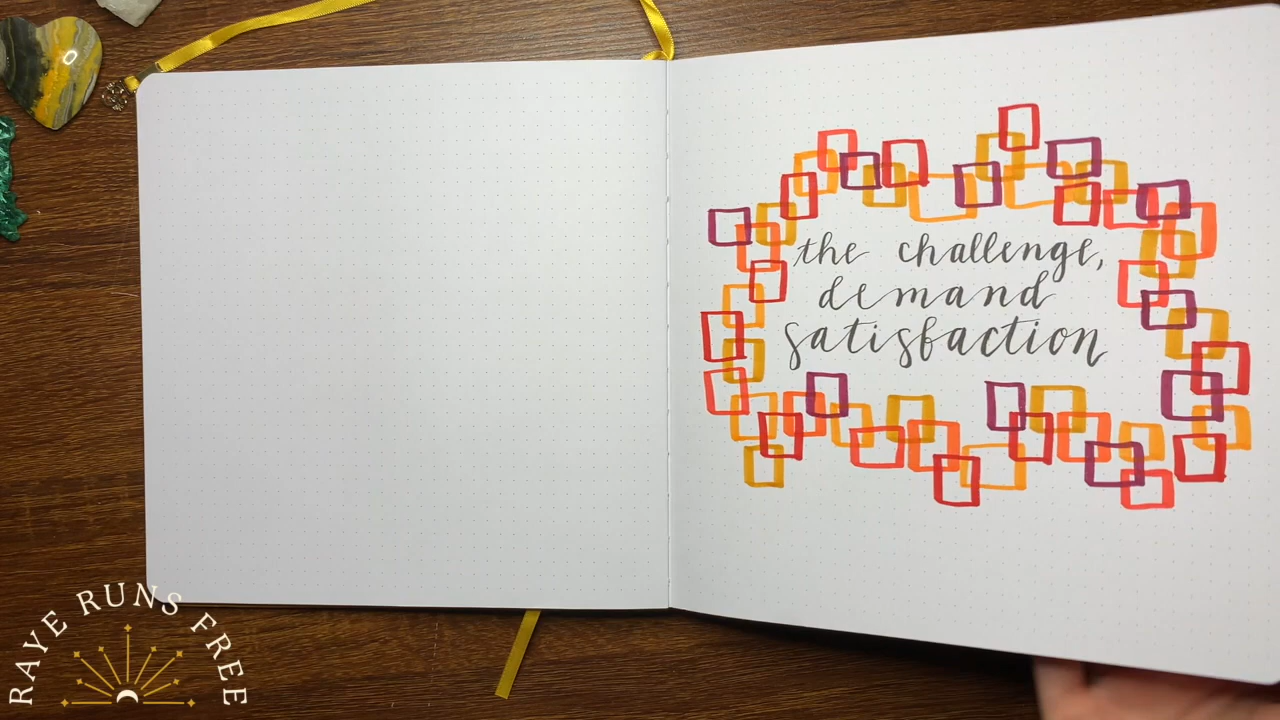 the challenge,
demand
satisfaction
RAYE RUNS FREE